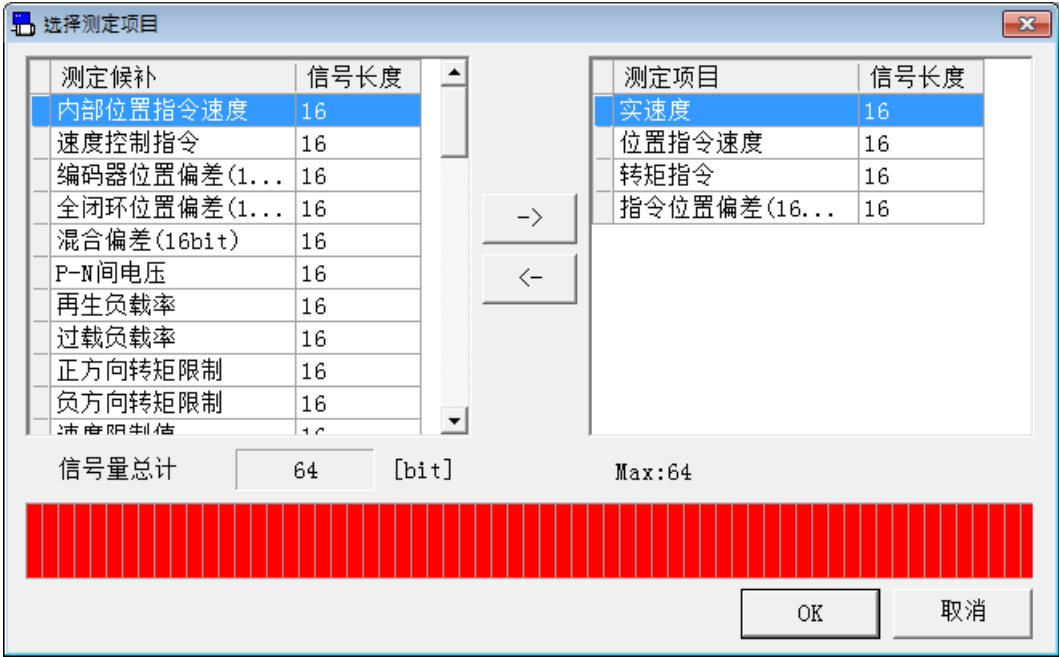 选择测定项目
测定候补 信号长度
内部位置指令速度 16
速度控制指令 16
编码器位置偏差(1... 16
全闭环位置偏差(1... 16
混合偏差(16bit) 16
P-N间电压 16
再生负载率 16
过载负载率 16
正方向转矩限制 16
负方向转矩限制 16
速度限制值 16
->
<-
测定项目 信号长度
实速度 16
位置指令速度 16
转矩指令 16
指令位置偏差(16... 16
信号量总计 64 [bit] Max:64
OK 取消